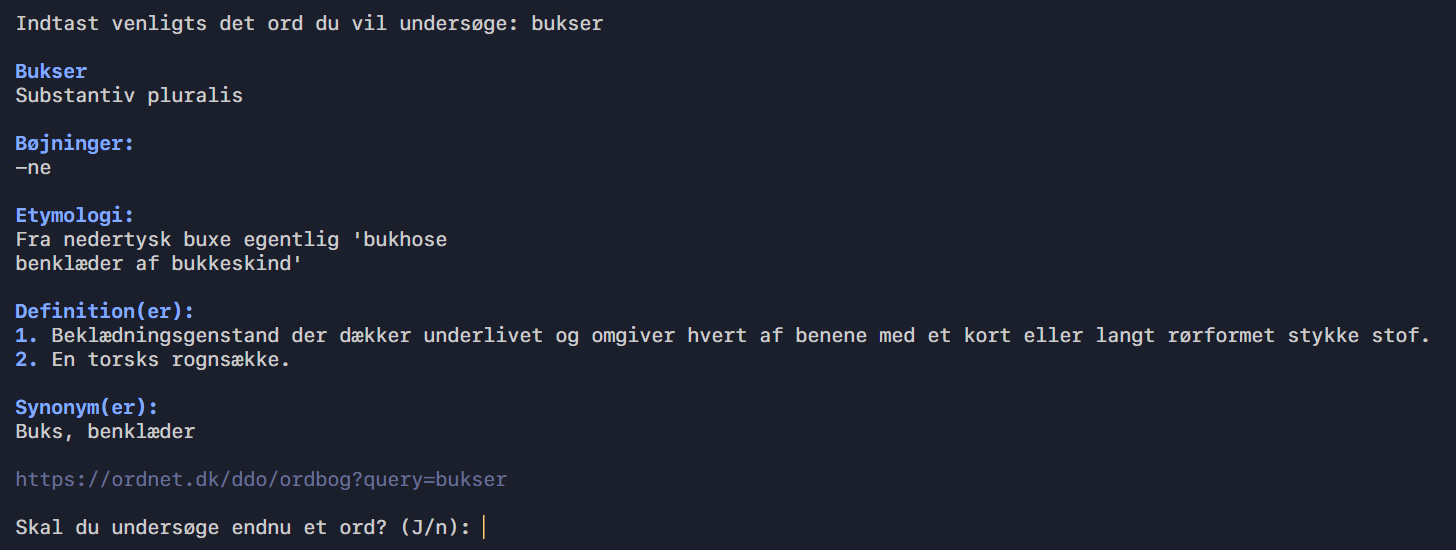 Indtast venligts det ord du vil undersøge: bukser
Bukser
Substantiv pluralis
Bøjninger:
–ne
Etymologi:
Fra nedertysk buxe egentlig 'bukhose
benklæder af bukkeskind'
Definition(er):
1. Beklædningsgenstand der dækker underlivet og omgiver hvert af benene med et kort eller langt rørformet stykke stof.
2. En torsks rognsække.
Synonym(er):
Buks, benklæder
https://ordnet.dk/ddo/ordbog?query=bukser
Skal du undersøge endnu et ord? (J/n):